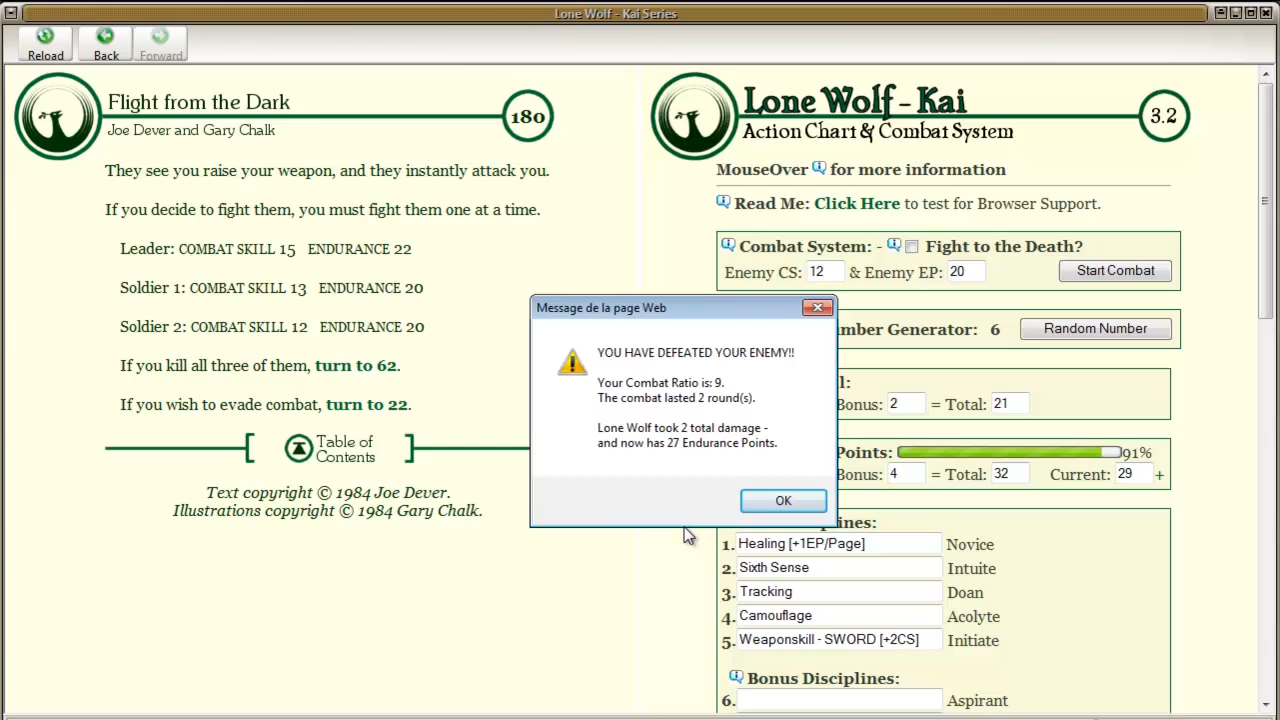 Lone Wolf - Kai Series
Reload Back Forward
Flight from the Dark
Joe Dever and Gary Chalk
180
They see you raise your weapon, and they instantly attack you.
If you decide to fight them, you must fight them one at a time.
Leader: COMBAT SKILL 15 ENDURANCE 22
Soldier 1: COMBAT SKILL 13 ENDURANCE 20
Soldier 2: COMBAT SKILL 12 ENDURANCE 20
If you kill all three of them, turn to 62.
If you wish to evade combat, turn to 22.
Table of
Contents
Text copyright © 1984 Joe Dever.
Illustrations copyright © 1984 Gary Chalk.
Lone Wolf - Kai
Action Chart & Combat System
3.2
MouseOver for more information
Read Me: Click Here to test for Browser Support.
Combat System: - Fight to the Death?
Enemy CS: 12 & Enemy EP: 20 Start Combat
mber Generator: 6 Random Number
l:
Bonus: 2 = Total: 21
Points: 91%
Bonus: 4 = Total: 32 Current: 29 +
lines:
1. Healing [+1EP/Page] Novice
2. Sixth Sense Intuite
3. Tracking Doan
4. Camouflage Acolyte
5. Weaponskill - SWORD [+2CS] Initiate
Bonus Disciplines:
6. Aspirant
Message de la page Web
YOU HAVE DEFEATED YOUR ENEMY!!
Your Combat Ratio is: 9.
The combat lasted 2 round(s).
Lone Wolf took 2 total damage -
and now has 27 Endurance Points.
OK